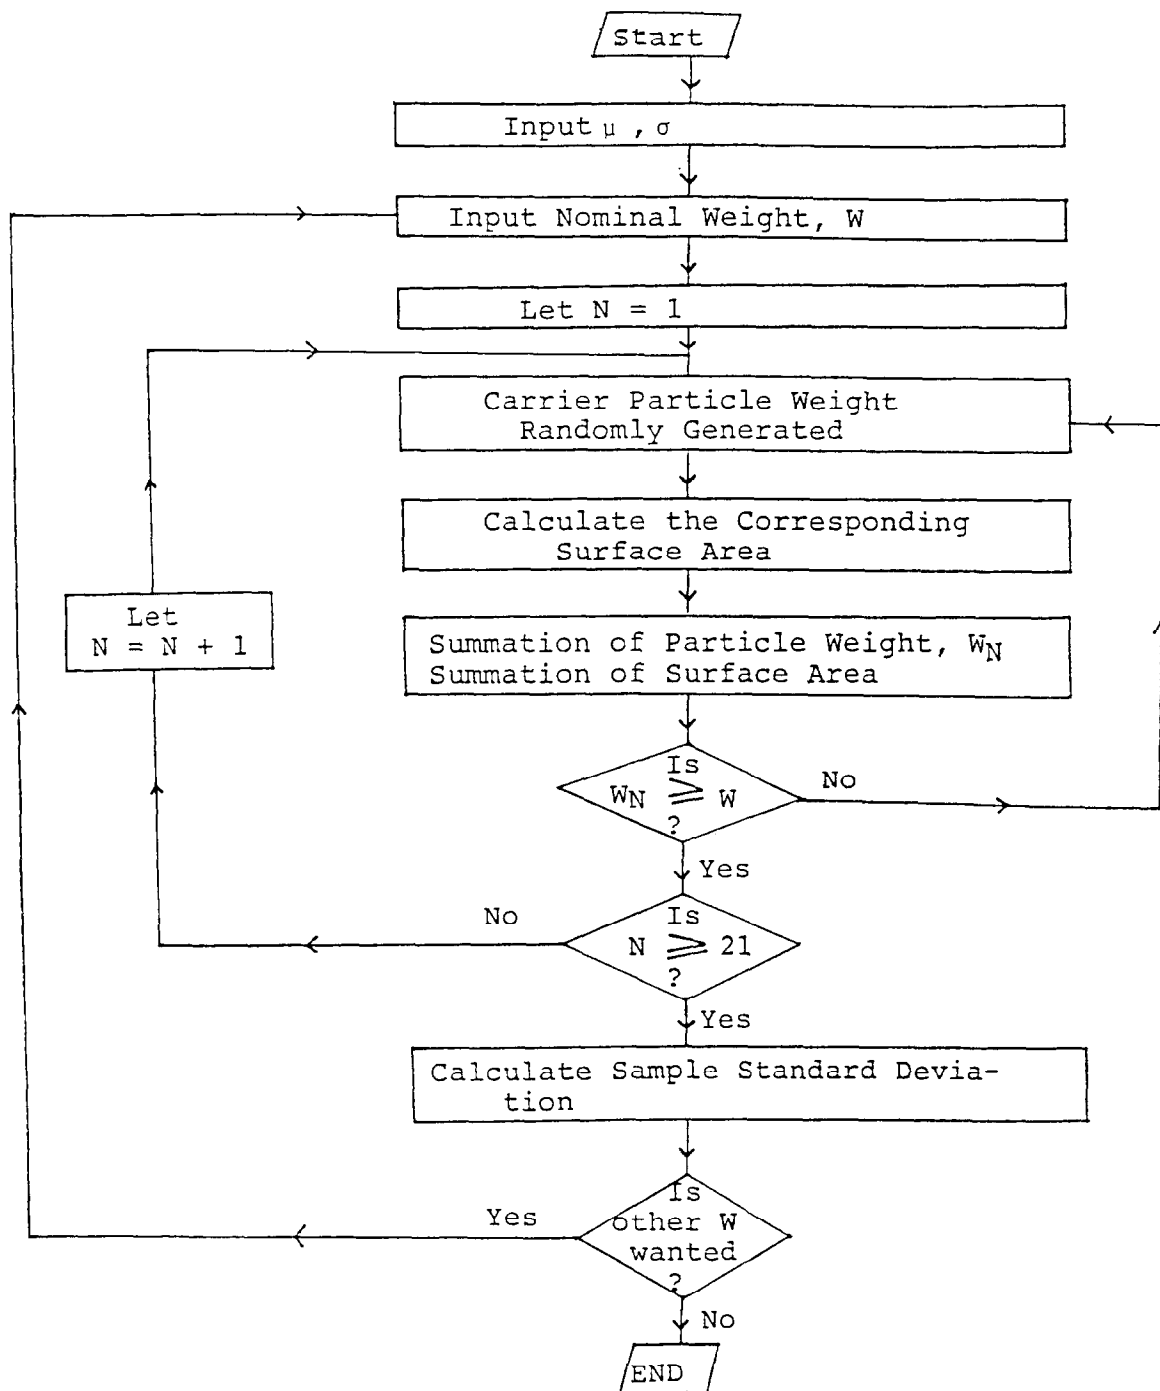 Start
Input μ , σ
Input Nominal Weight, W
Let N = 1
Carrier Particle Weight
Randomly Generated
Calculate the Corresponding
Surface Area
Let
N = N + 1
Summation of Particle Weight, WN
Summation of Surface Area
Is
WN ⩾ W
?
No
Yes
Is
N ⩾ 21
?
No
Yes
Calculate Sample Standard Devia-
tion
Is
other W
wanted
?
Yes
No
END